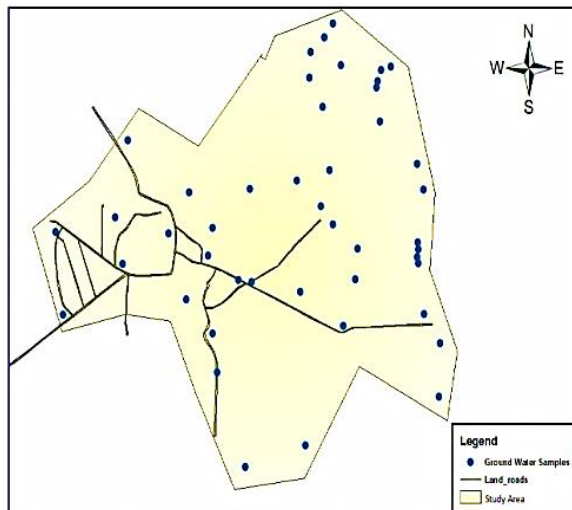 N
W E
S
Legend
Ground Water Samples
Land_roads
Study Area